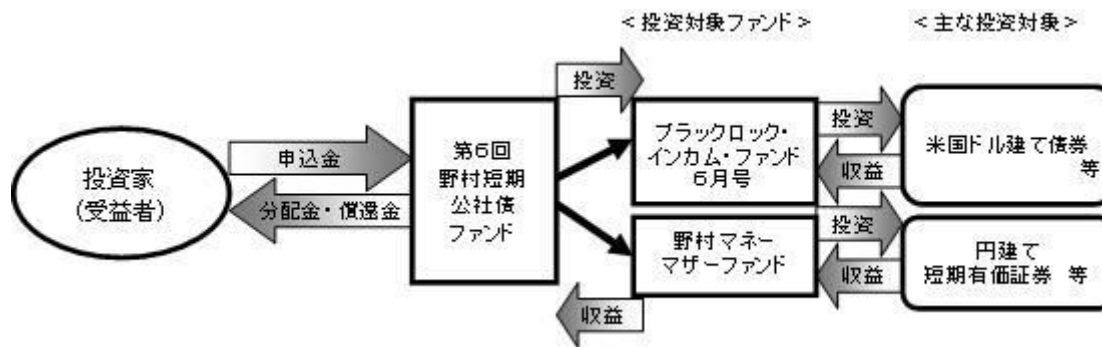 <投資対象ファンド>
<主な投資対象>
投資
投資家
(受益者)
申込金
分配金・償還金
第6回
野村短期
公社債
ファンド
ブラックロック・
インカム・ファンド
6月号
投資
収益
米国ドル建て債券
等
野村マネー
マザーファンド
投資
収益
円建て
短期有価証券 等
収益